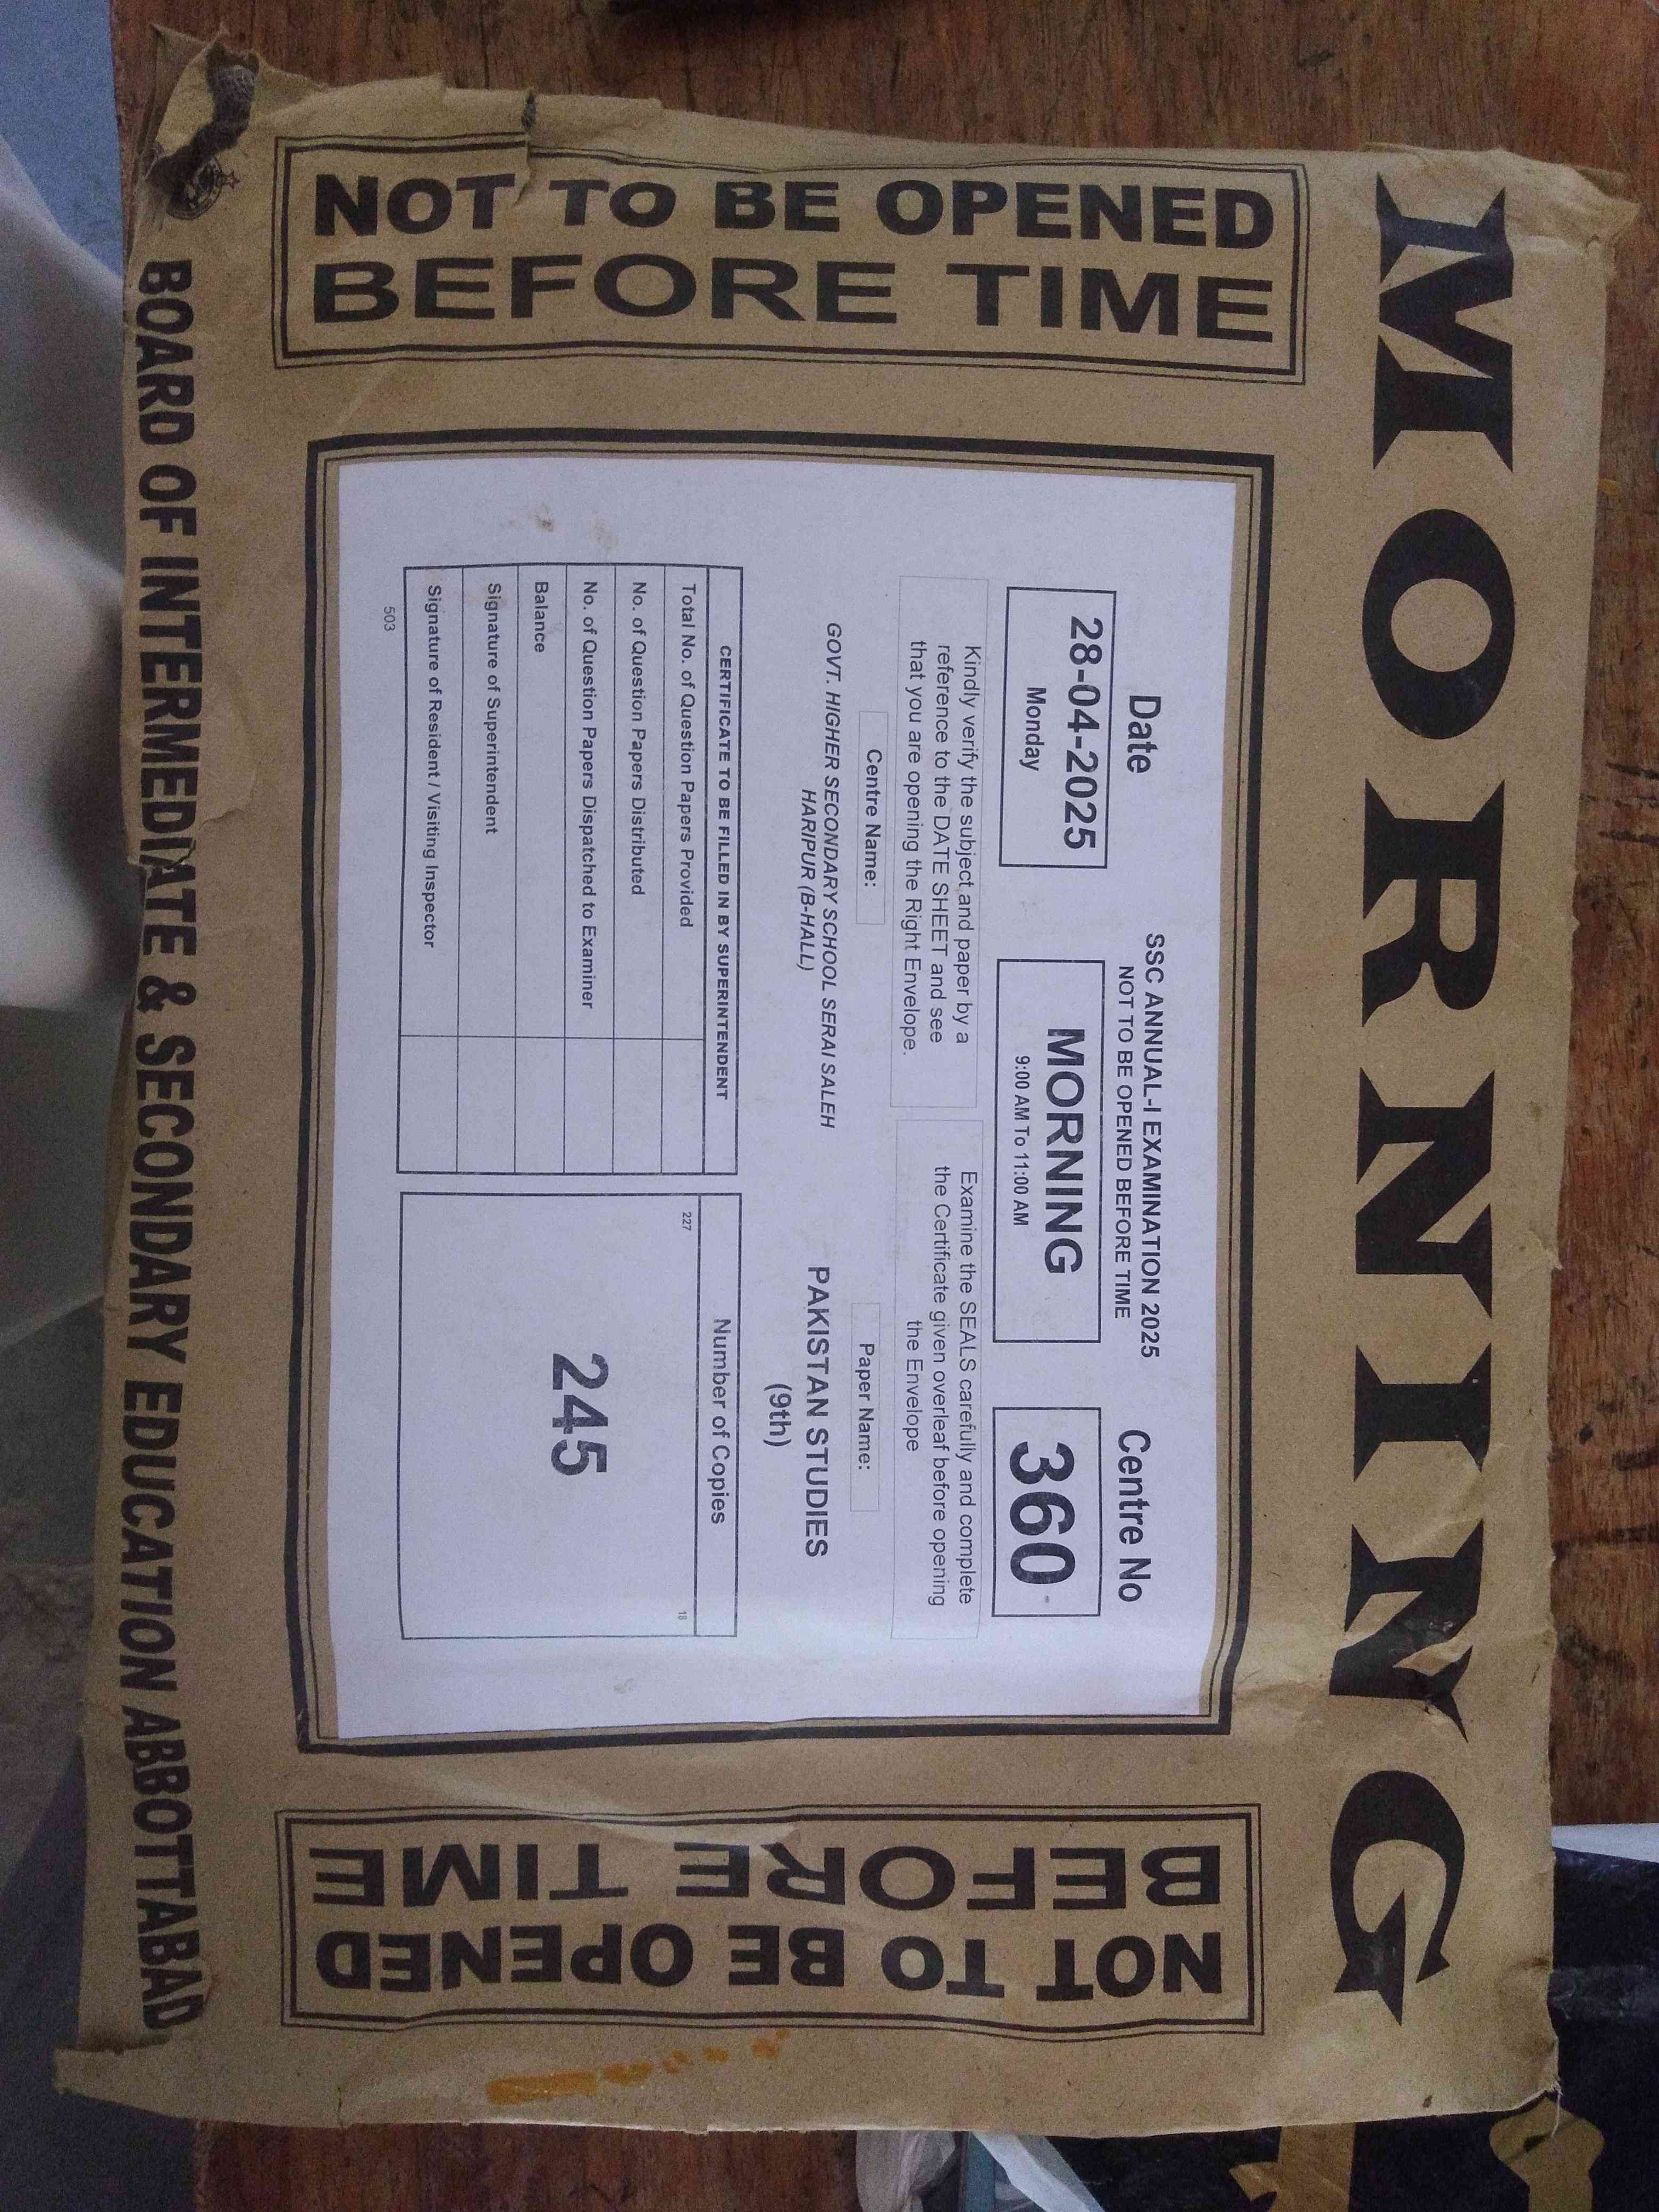 MORNING
NOT TO BE OPENED
BEFORE TIME
Date
28-04-2025
Monday
SSC ANNUAL-I EXAMINATION 2025
NOT TO BE OPENED BEFORE TIME
MORNING
9:00 AM To 11:00 AM
Centre No
360
Kindly verify the subject and paper by a
reference to the DATE SHEET and see
that you are opening the Right Envelope.
Examine the SEALS carefully and complete
the Certificate given overleaf before opening
the Envelope
Centre Name:
GOVT. HIGHER SECONDARY SCHOOL SERAI SALEH
HARIPUR (B-HALL)
Paper Name:
PAKISTAN STUDIES
(9th)
CERTIFICATE TO BE FILLED IN BY SUPERINTENDENT
Total No. of Question Papers Provided
No. of Question Papers Distributed
No. of Question Papers Dispatched to Examiner
Balance
Signature of Superintendent
Signature of Resident / Visiting Inspector
503
Number of Copies
227
18
245
NOT TO BE OPENED
BEFORE TIME
BOARD OF INTERMEDIATE & SECONDARY EDUCATION ABBOTTABAD